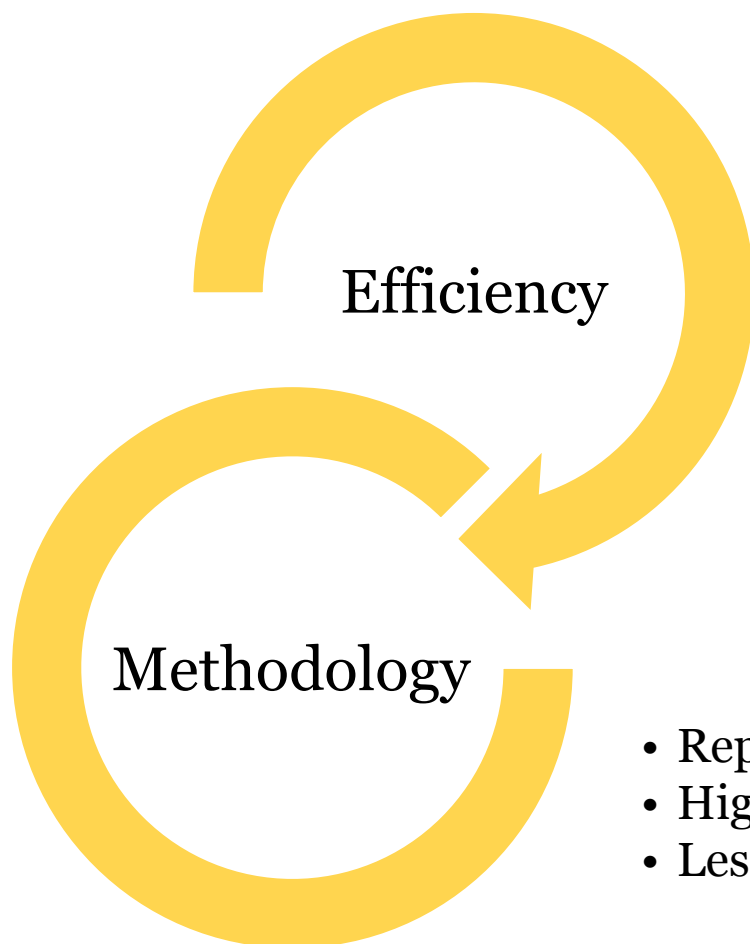 Efficiency
Methodology
• Rep
• Hig
• Les